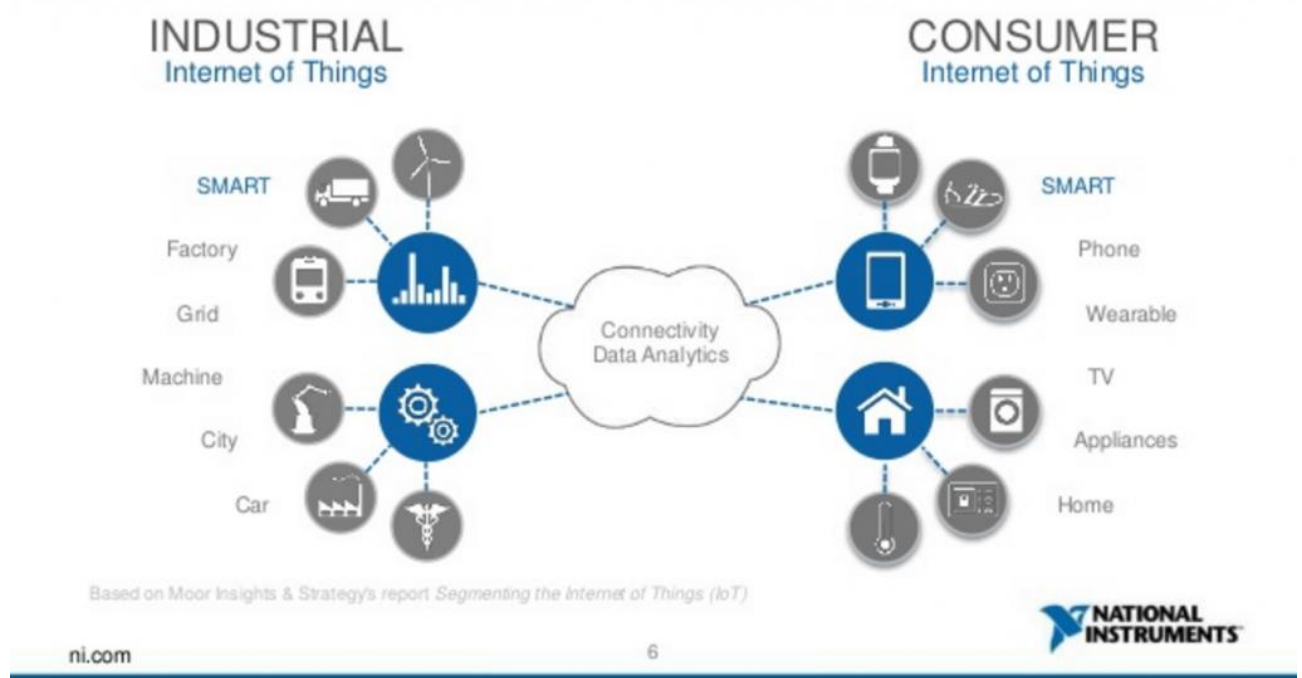 INDUSTRIAL
Internet of Things
SMART
Factory
Grid
Machine
City
Car
Connectivity
Data Analytics
CONSUMER
Internet of Things
SMART
Phone
Wearable
TV
Appliances
Home
Based on Moor Insights & Strategy's report Segmenting the Internet of Things (IoT)
NATIONAL
INSTRUMENTS™
ni.com
6